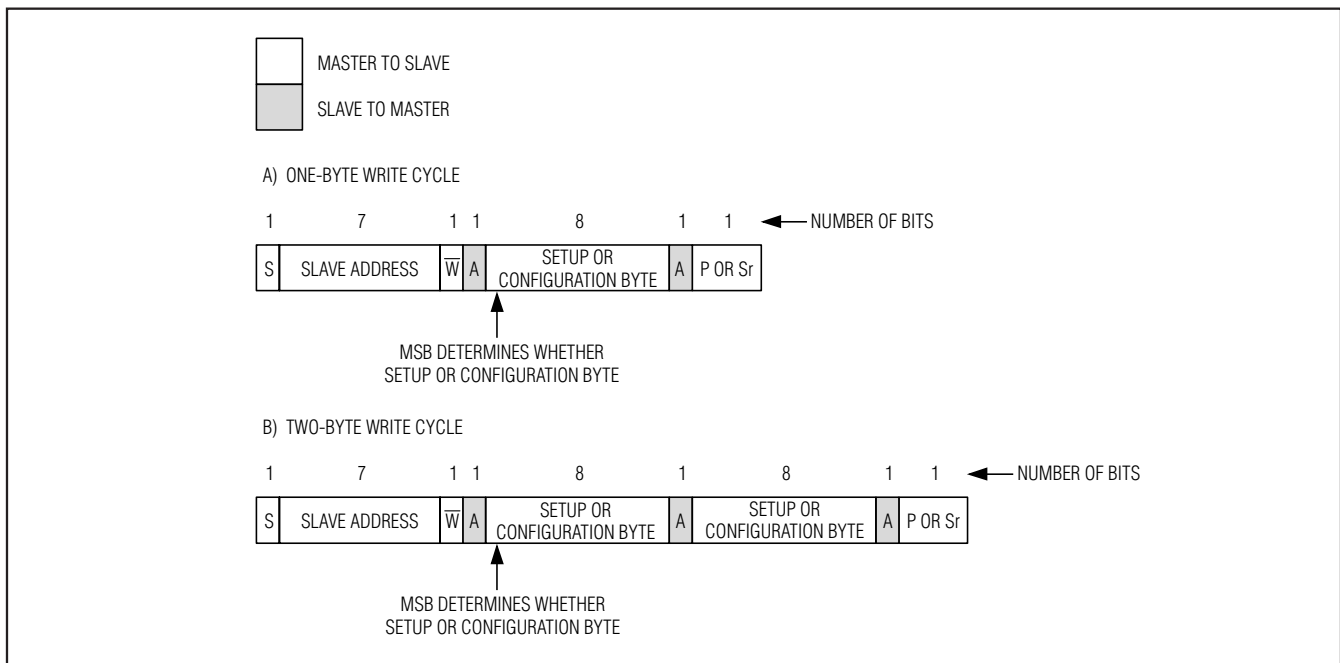 MASTER TO SLAVE
SLAVE TO MASTER
A) ONE-BYTE WRITE CYCLE
1 7 1 1 8 1 1 NUMBER OF BITS
S SLAVE ADDRESS W̅ A SETUP OR CONFIGURATION BYTE A P OR Sr
MSB DETERMINES WHETHER
SETUP OR CONFIGURATION BYTE
B) TWO-BYTE WRITE CYCLE
1 7 1 1 8 1 8 1 1 NUMBER OF BITS
S SLAVE ADDRESS W̅ A SETUP OR CONFIGURATION BYTE A SETUP OR CONFIGURATION BYTE A P OR Sr
MSB DETERMINES WHETHER
SETUP OR CONFIGURATION BYTE